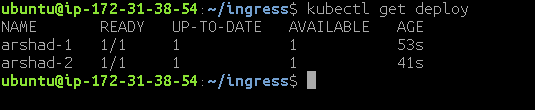 ubuntu@ip-172-31-38-54:~/ingress$ kubectl get deploy
NAME READY UP-TO-DATE AVAILABLE AGE
arshad-1 1/1 1 1 53s
arshad-2 1/1 1 1 41s
ubuntu@ip-172-31-38-54:~/ingress$